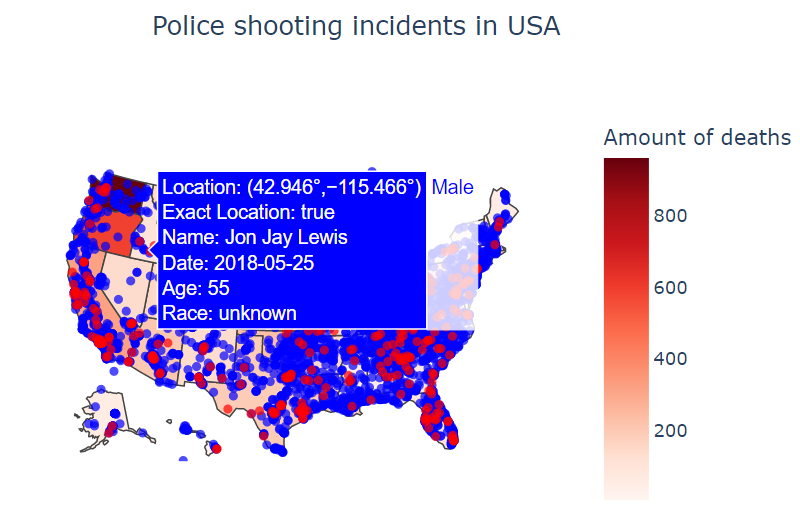 Police shooting incidents in USA
Amount of deaths
Location: (42.946°,−115.466°) Male
Exact Location: true
Name: Jon Jay Lewis
Date: 2018-05-25
Age: 55
Race: unknown
800
600
400
200